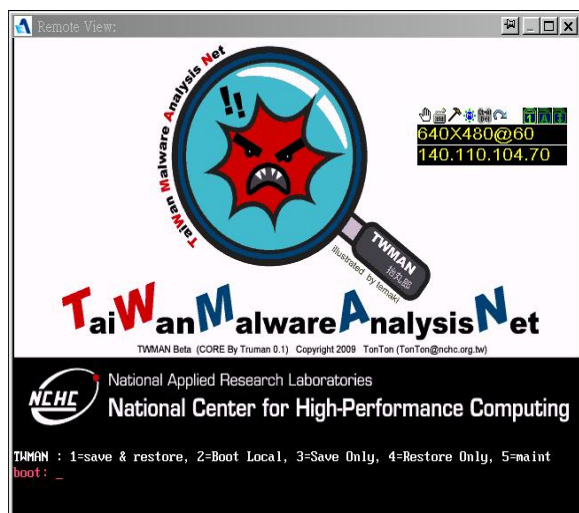 Remote View:
TaiWan Malware Analysis Net
!!
640X480@60
140.110.104.70
TWMAN
illustrated by temaki
TaiWanMalwareAnalysisNet
TWMAN Beta (CORE By Truman 0.1) Copyright 2009 TonTon (TonTon@nchc.org.tw)
NCHC
National Applied Research Laboratories
National Center for High-Performance Computing
TWMAN : 1=save & restore, 2=Boot Local, 3=Save Only, 4=Restore Only, 5=maint
boot: _